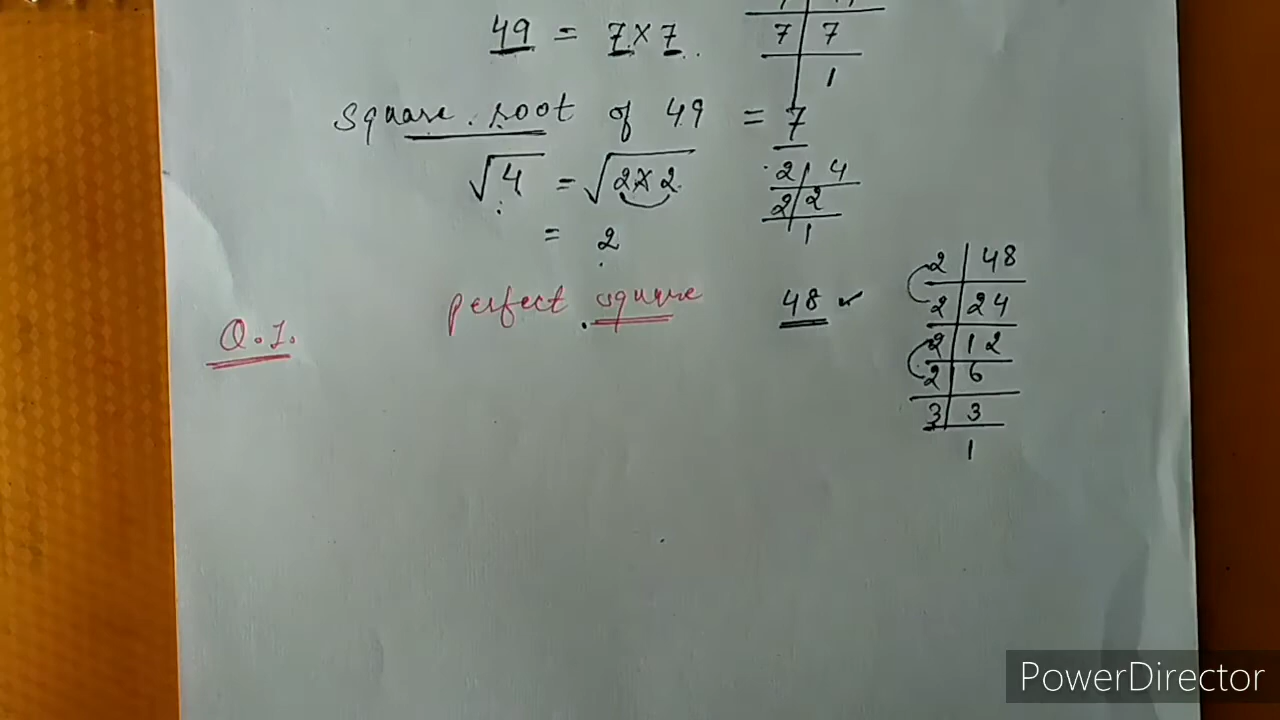 49 = 7 × 7
7 | 7
1
square root of 49 = 7
√4 = √2×2
= 2
2 | 4
2 | 2
1
perfect square 48 ✓
Q.1.
2 | 48
2 | 24
2 | 12
2 | 6
3 | 3
1
PowerDirector